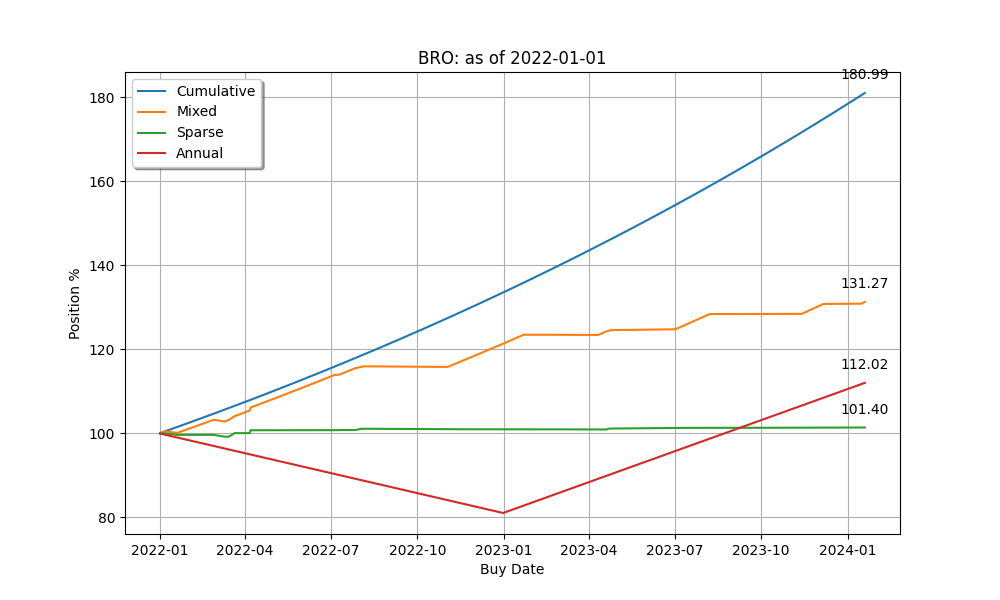 BRO: as of 2022-01-01
Cumulative
Mixed
Sparse
Annual
180.99
131.27
112.02
101.40
180
160
140
120
100
80
Position %
2022-01 2022-04 2022-07 2022-10 2023-01 2023-04 2023-07 2023-10 2024-01
Buy Date